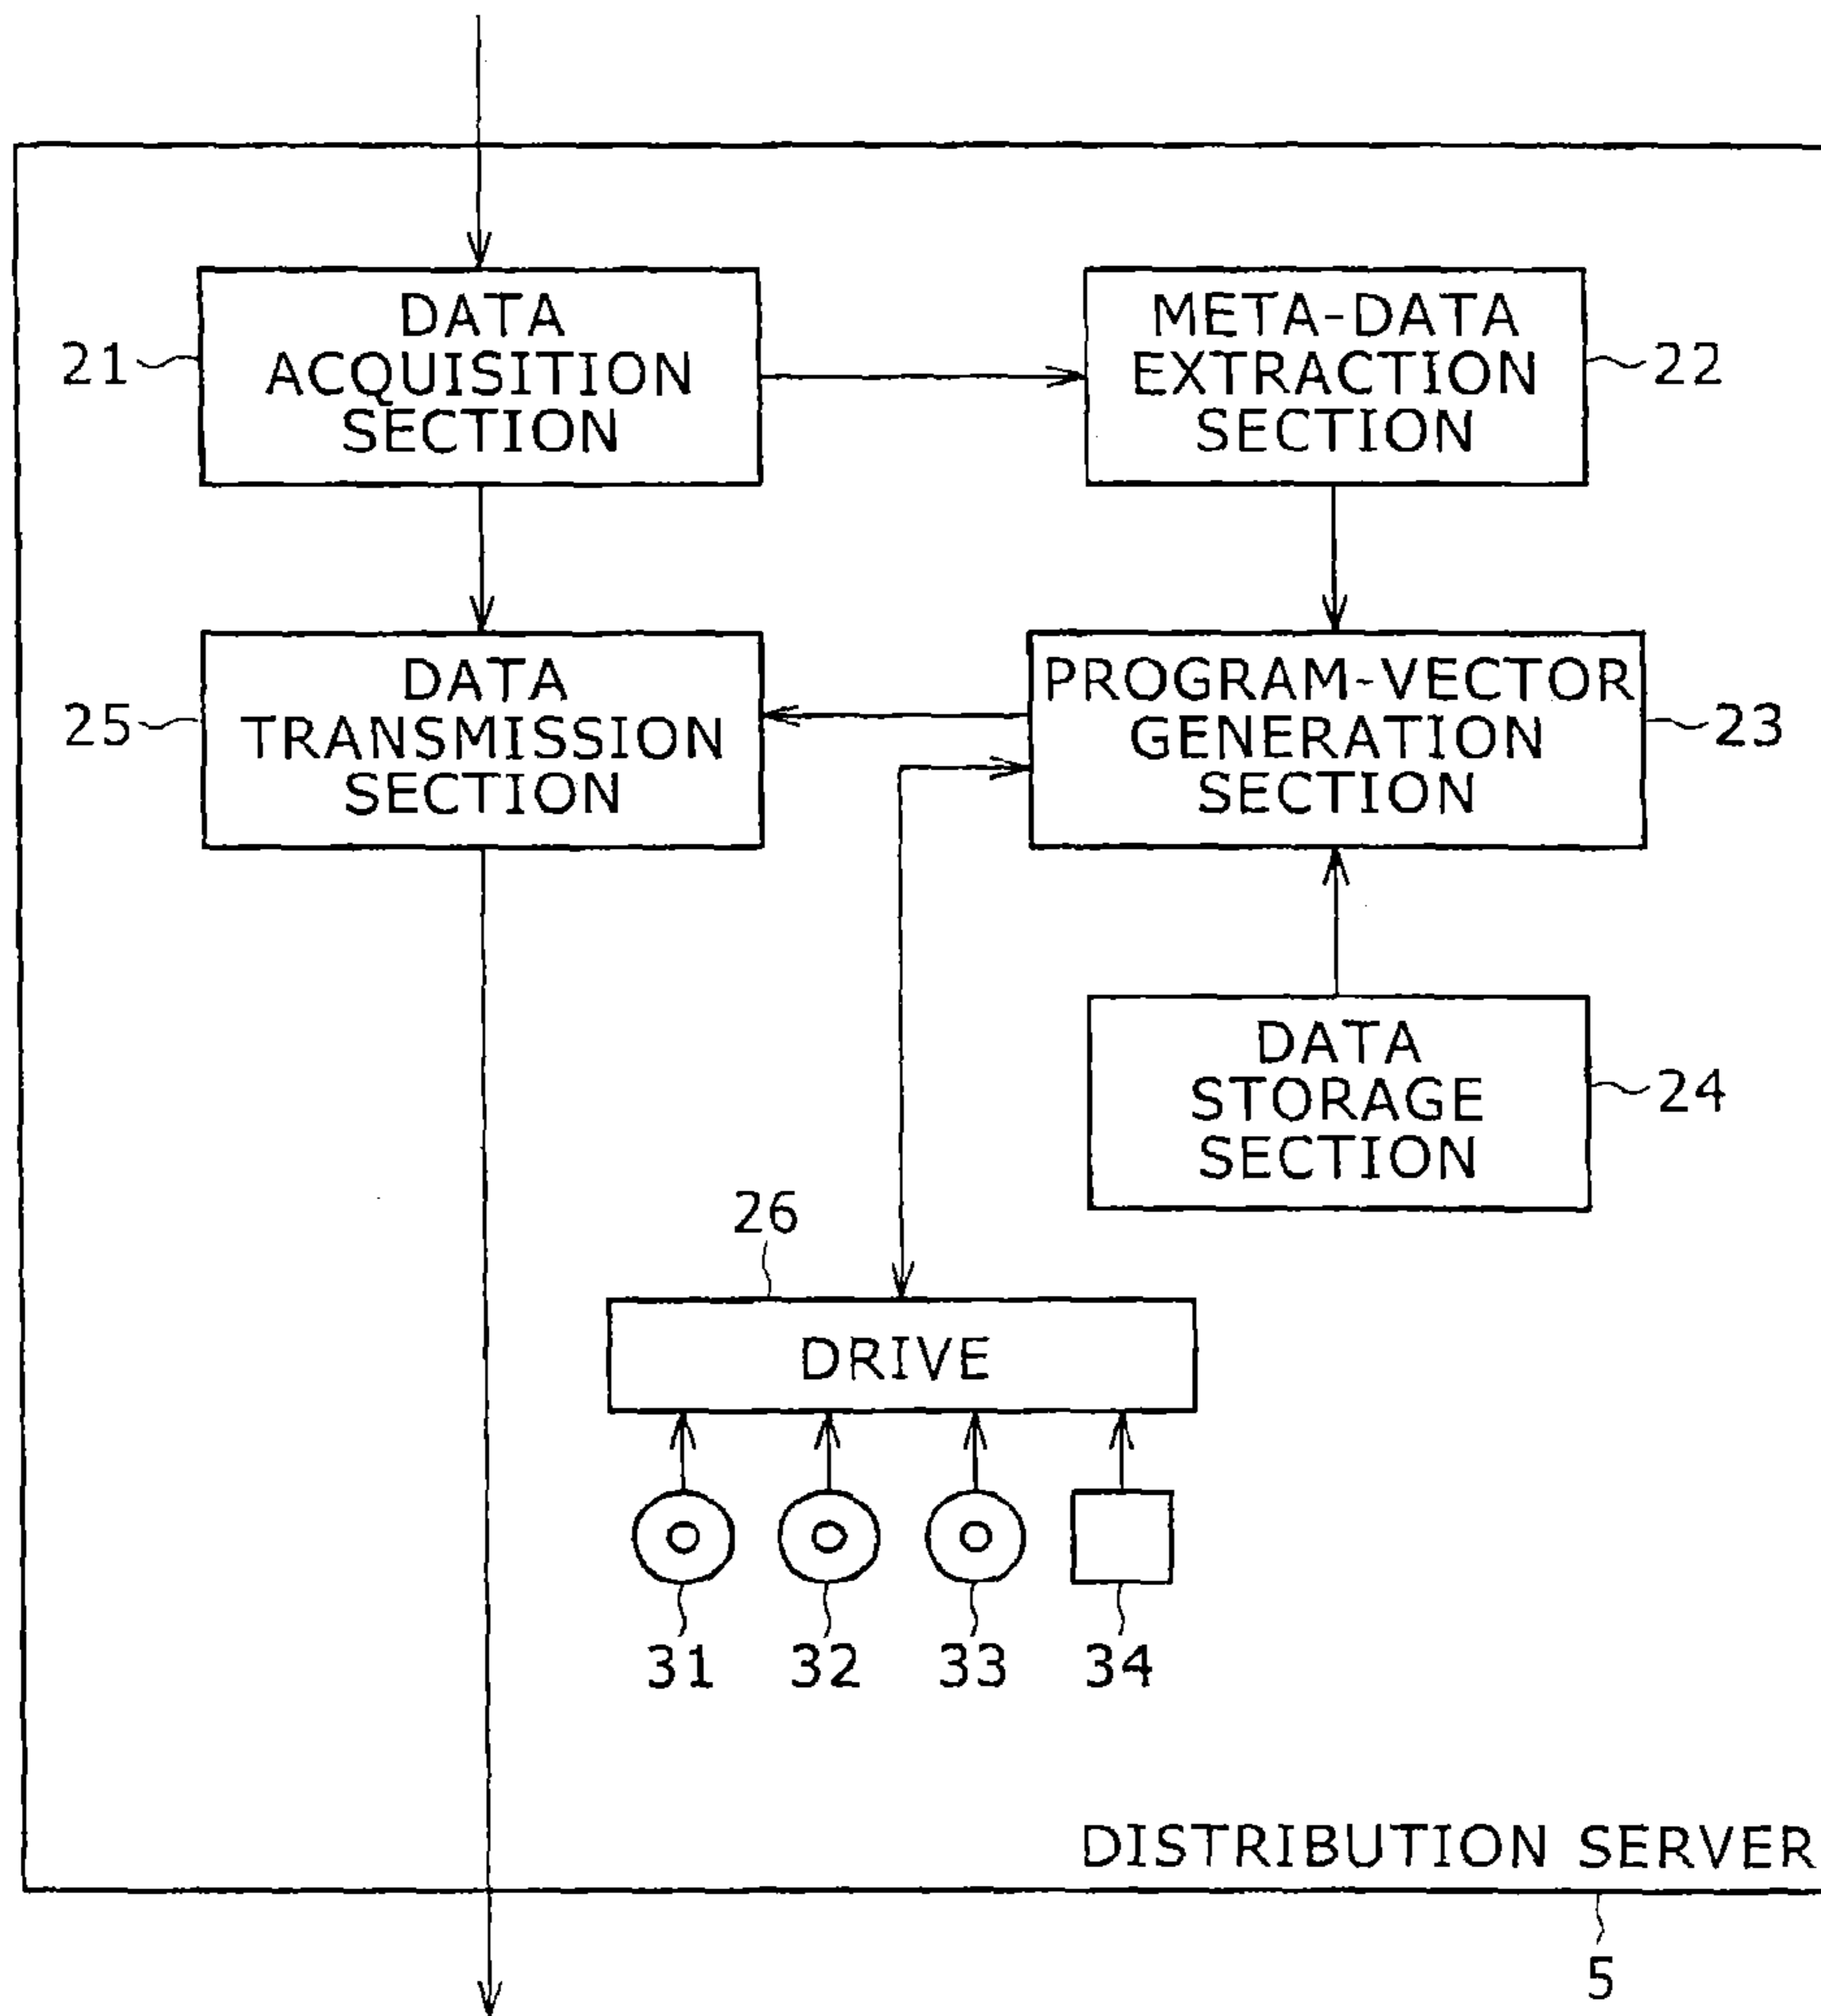 DATA
ACQUISITION
SECTION
21
META-DATA
EXTRACTION
SECTION
22
DATA
TRANSMISSION
SECTION
25
PROGRAM-VECTOR
GENERATION
SECTION
23
DATA
STORAGE
SECTION
24
26
DRIVE
31
32
33
34
DISTRIBUTION SERVER
5